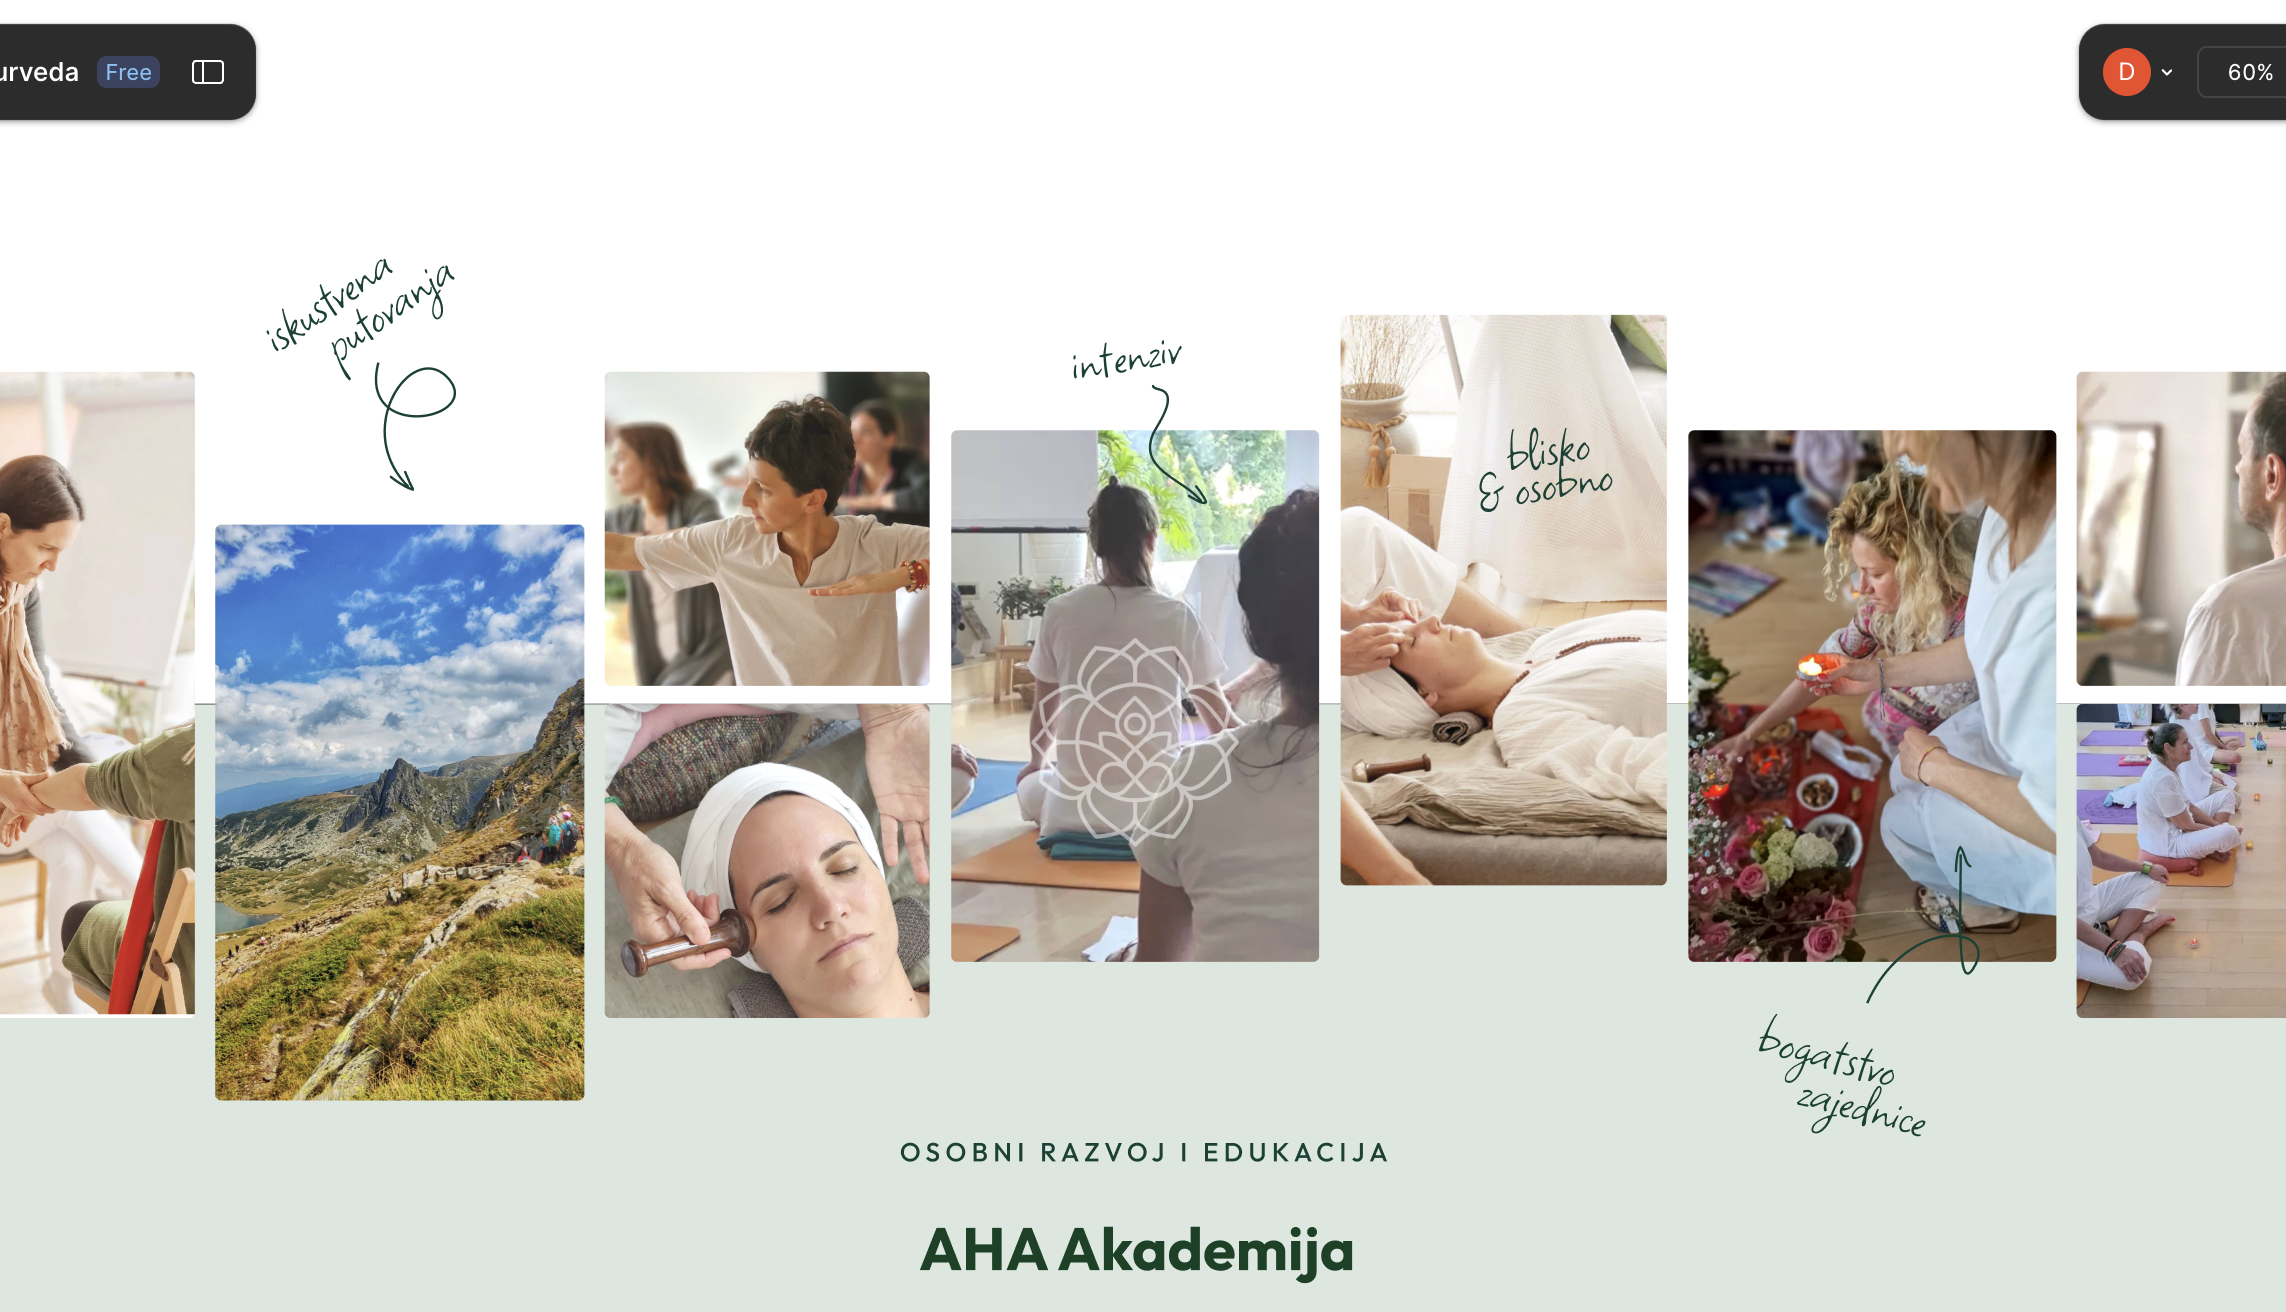 urveda
Free
D
60%
iskustvena
putovanja
intenziv
blisko
& osobno
bogatstvo
zajednice
OSOBNI RAZVOJ I EDUKACIJA
AHA Akademija